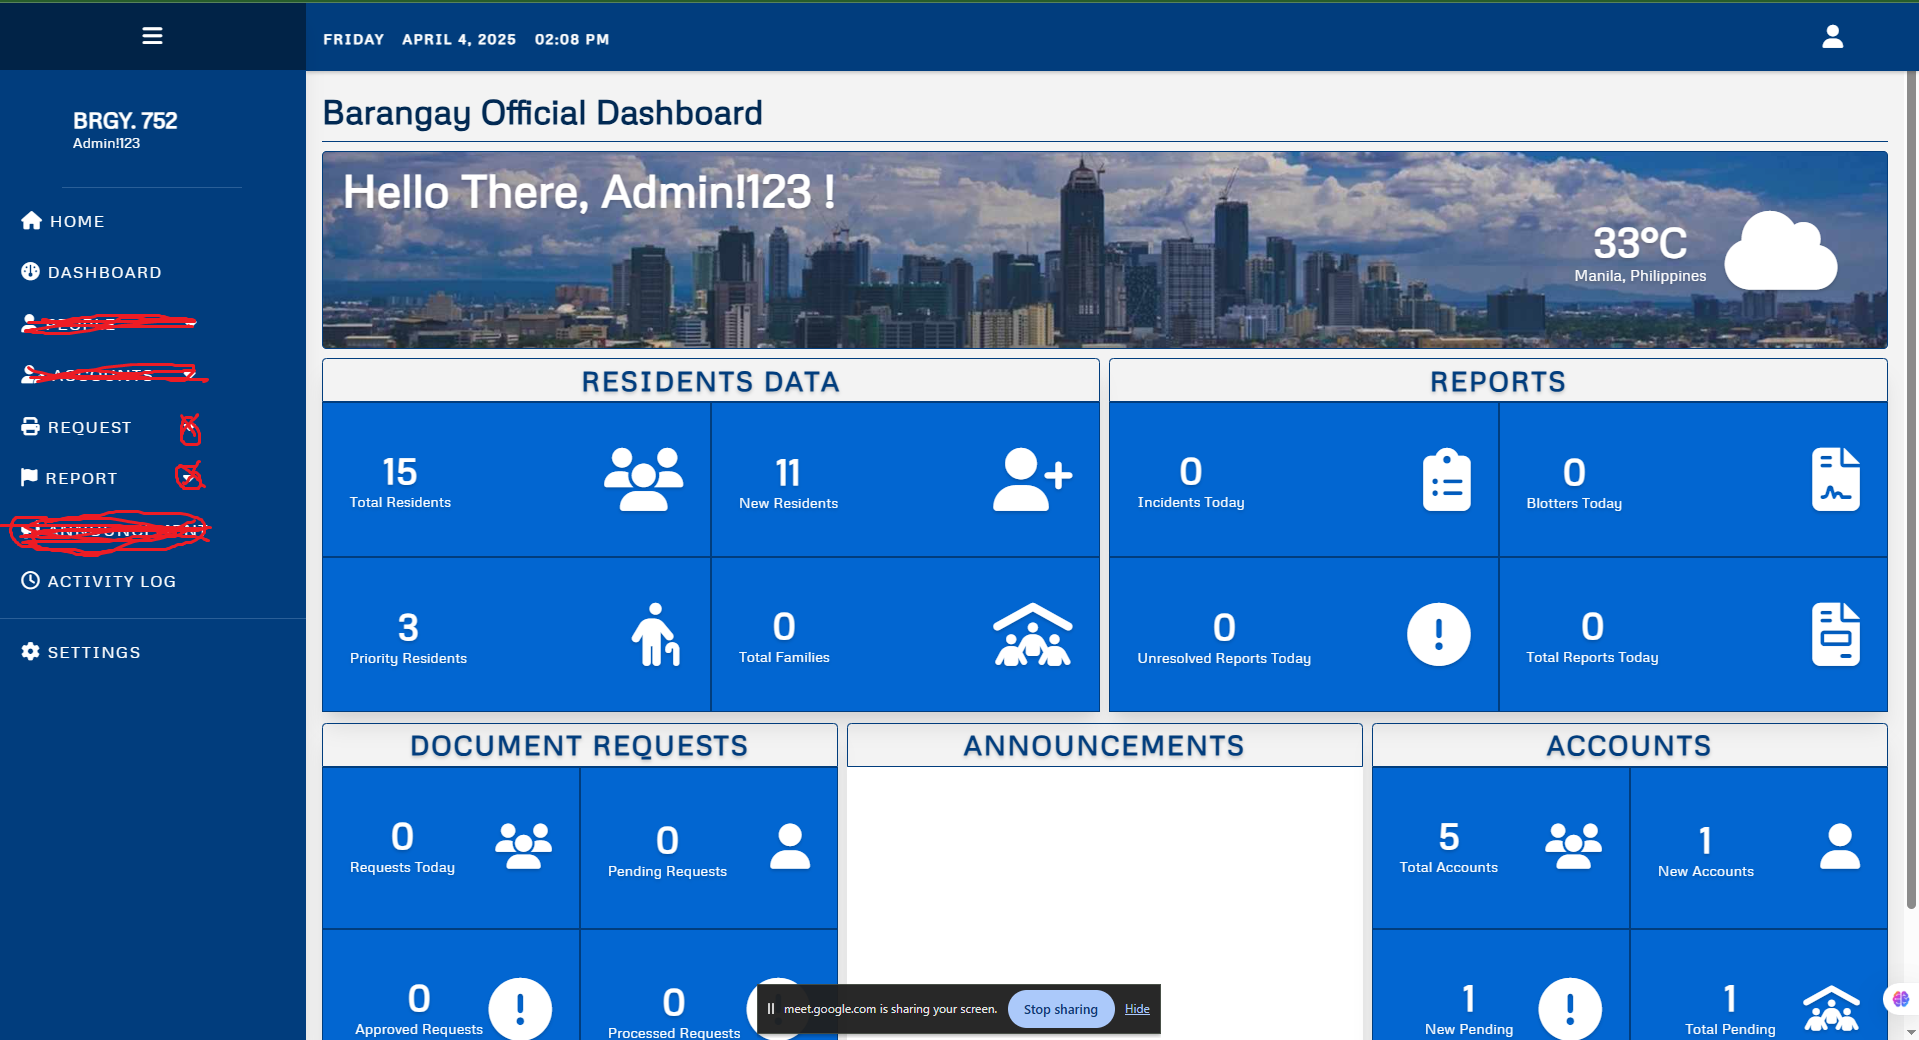 FRIDAY APRIL 4, 2025 02:08 PM
BRGY. 752
Admin!123
HOME
DASHBOARD
PEOPLE
ACCOUNTS
REQUEST
REPORT
ANNOUNCEMENT
ACTIVITY LOG
SETTINGS
Barangay Official Dashboard
Hello There, Admin!123 !
33°C
Manila, Philippines
RESIDENTS DATA
15
Total Residents
11
New Residents
3
Priority Residents
0
Total Families
REPORTS
0
Incidents Today
0
Blotters Today
0
Unresolved Reports Today
0
Total Reports Today
DOCUMENT REQUESTS
0
Requests Today
0
Pending Requests
0
Approved Requests
0
Processed Requests
ANNOUNCEMENTS
ACCOUNTS
5
Total Accounts
1
New Accounts
1
New Pending
1
Total Pending
meet.google.com is sharing your screen. Stop sharing Hide